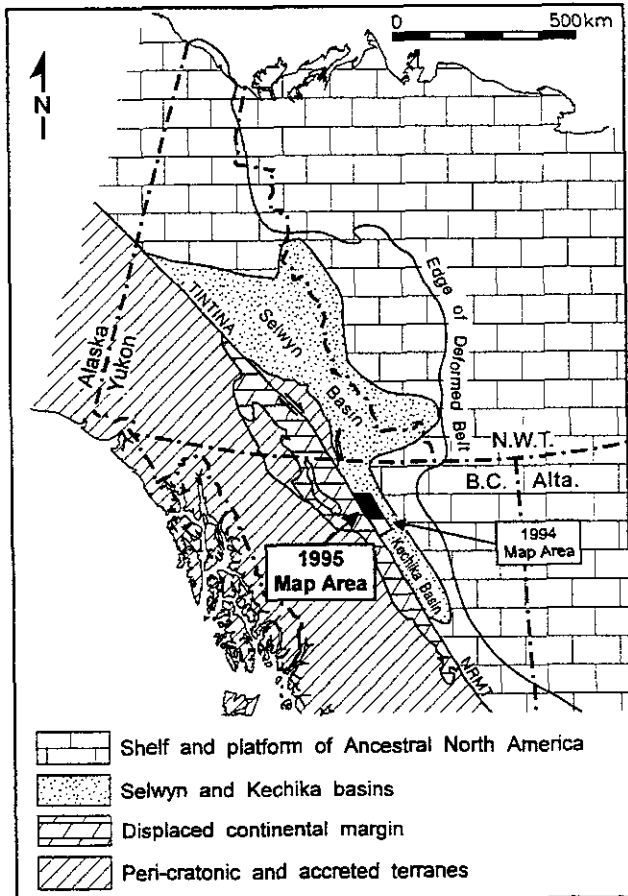 0 500km
N
Edge of Deformed Belt
TINTINA
Selwyn
Basin
Alaska
Yukon
N.W.T.
B.C. Alta.
1995
Map Area
1994
Map Area
Kechika Basin
NRMT
Shelf and platform of Ancestral North America
Selwyn and Kechika basins
Displaced continental margin
Peri-cratonic and accreted terranes